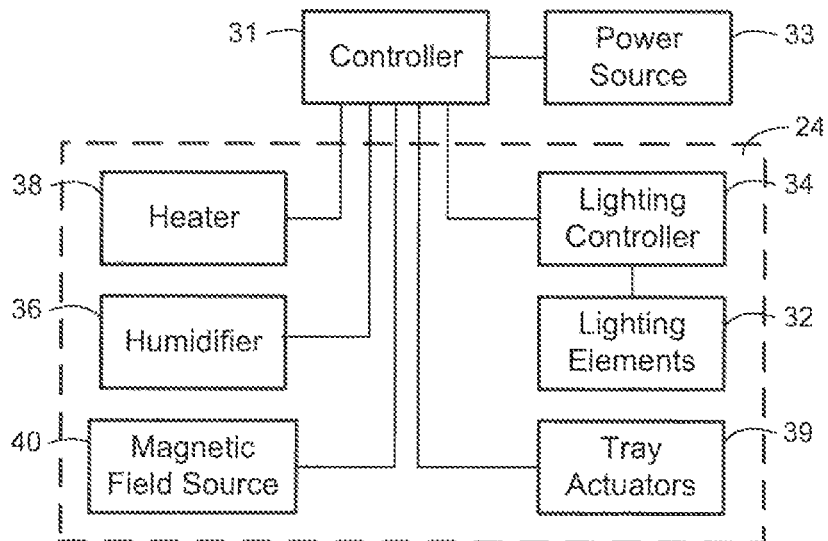 31
Controller
Power
Source
33
24
38
Heater
Lighting
Controller
34
36
Humidifier
Lighting
Elements
32
40
Magnetic
Field Source
Tray
Actuators
39